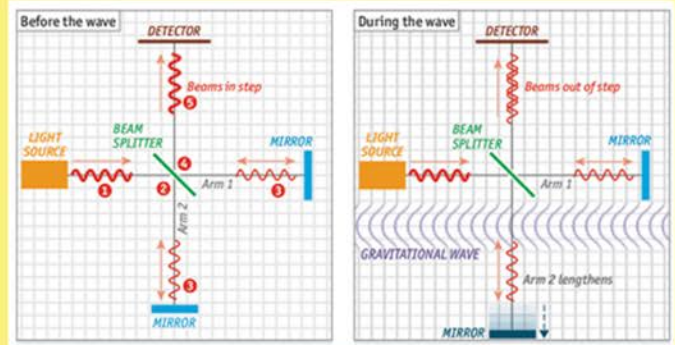 Before the wave
DETECTOR
Beams in step
5
LIGHT
SOURCE
BEAM
SPLITTER
MIRROR
4
1
2
Arm 1
3
Arm 2
3
MIRROR
During the wave
DETECTOR
Beams out of step
LIGHT
SOURCE
BEAM
SPLITTER
MIRROR
Arm 1
GRAVITATIONAL WAVE
Arm 2 lengthens
MIRROR